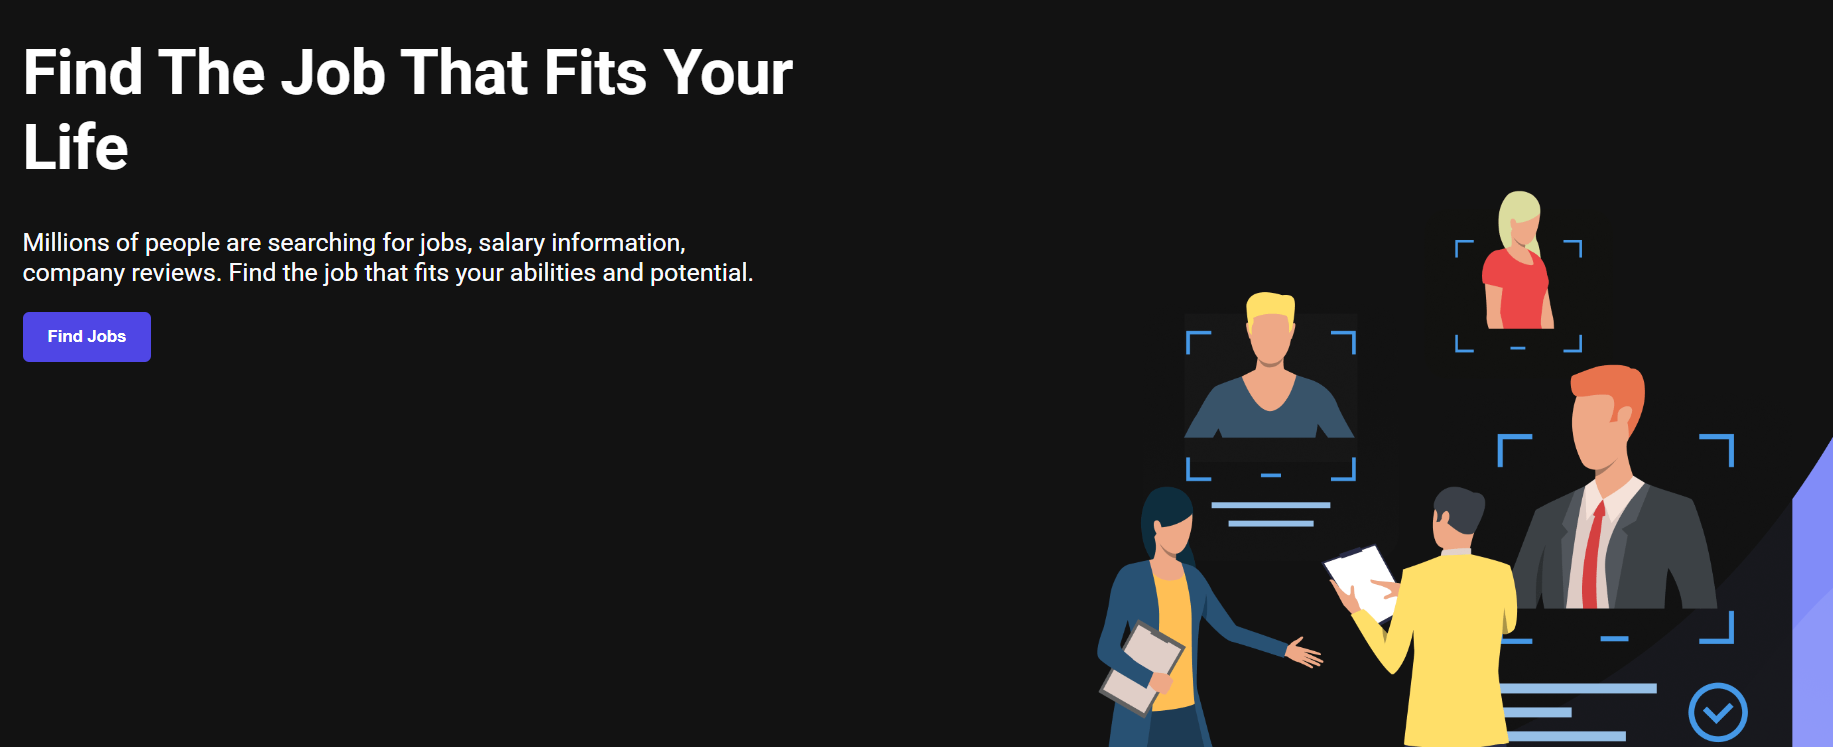 Find The Job That Fits Your
Life
Millions of people are searching for jobs, salary information,
company reviews. Find the job that fits your abilities and potential.
Find Jobs